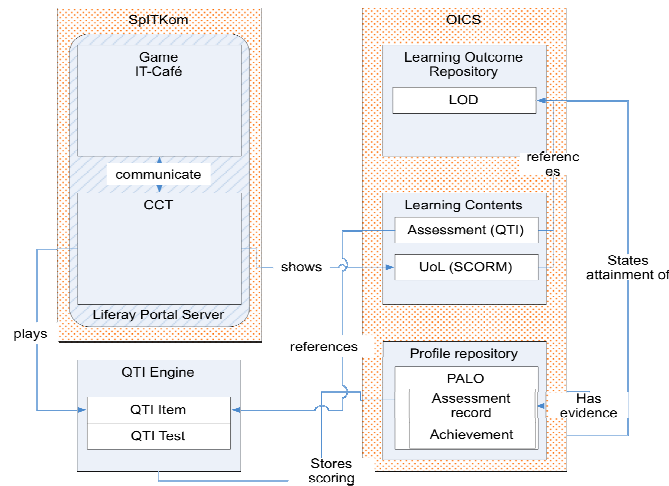 SpITKom
Game
IT-Café
communicate
CCT
Liferay Portal Server
OICS
Learning Outcome
Repository
LOD
referenc
es
Learning Contents
Assessment (QTI)
UoL (SCORM)
shows
States
attainment of
plays
references
QTI Engine
QTI Item
QTI Test
Profile repository
PALO
Assessment
record
Achievement
Has
evidence
Stores
scoring